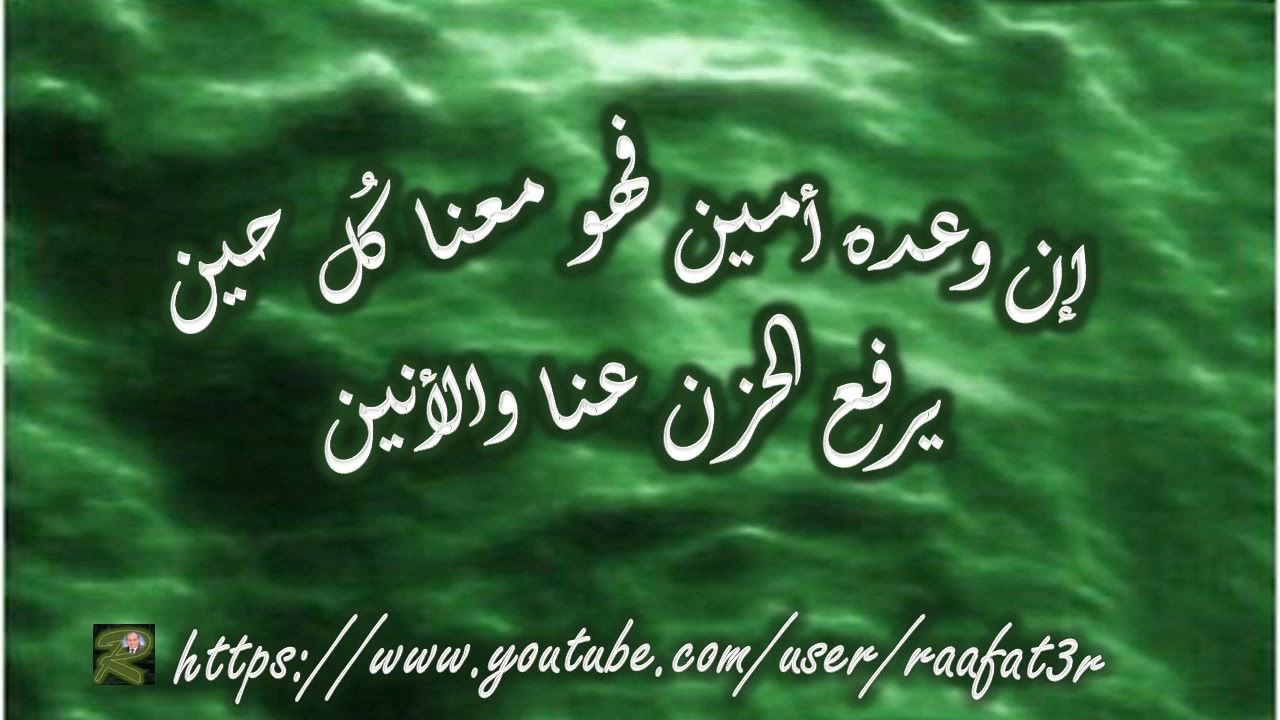 إن وعده أمين فهو معنا كُل حين
يرفع الحزن عنا والأنين
R https://www.youtube.com/user/raafat3r